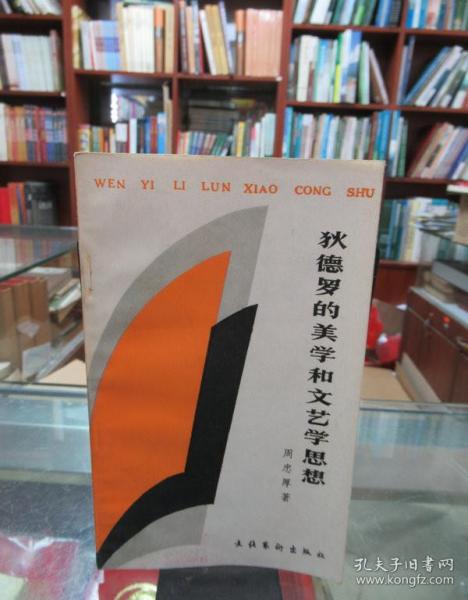 WEN YI LI LUN XIAO CONG SHU
狄德罗的美学和文艺学思想
周忠厚著
文化艺术出版社
孔夫子旧书网
www.kongfz.com